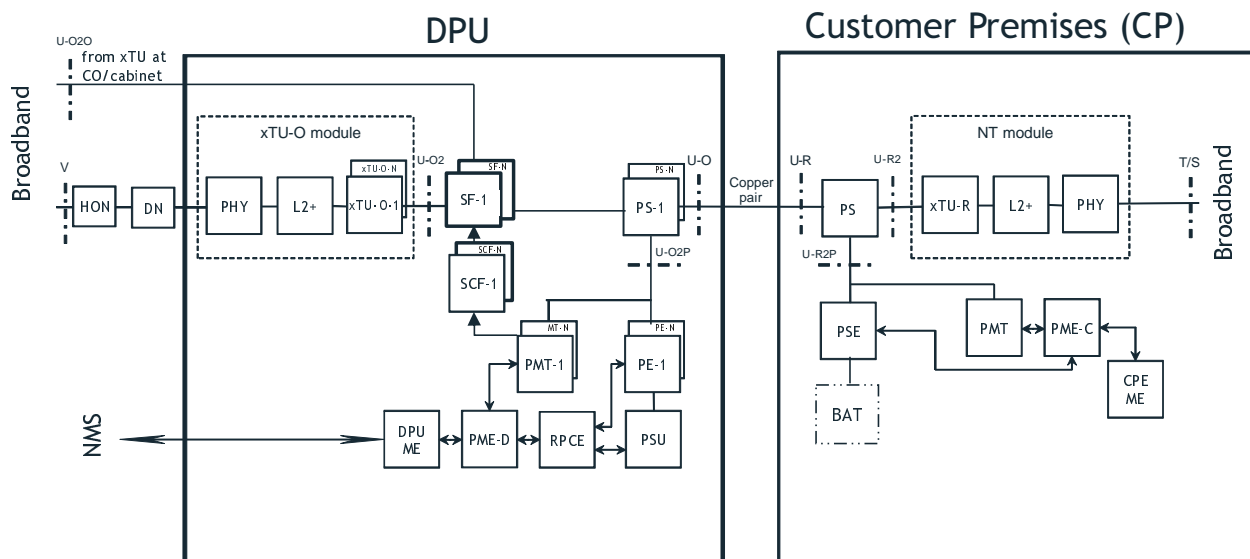 DPU
Customer Premises (CP)
U-O2O
from xTU at
CO/cabinet
Broadband
xTU-O module
NT module
V
U-O2
SF-N
PS-N
U-O
U-R
U-R2
T/S
xTU-O-N
Copper
pair
HON
DN
PHY
L2+
xTU-O-1
SF-1
PS-1
PS
xTU-R
L2+
PHY
Broadband
SCF-N
SCF-1
U-O2P
U-R2P
MT-N
PE-N
PMT-1
PE-1
PSE
PMT
PME-C
CPE
ME
BAT
NMS
DPU
ME
PME-D
RPCE
PSU